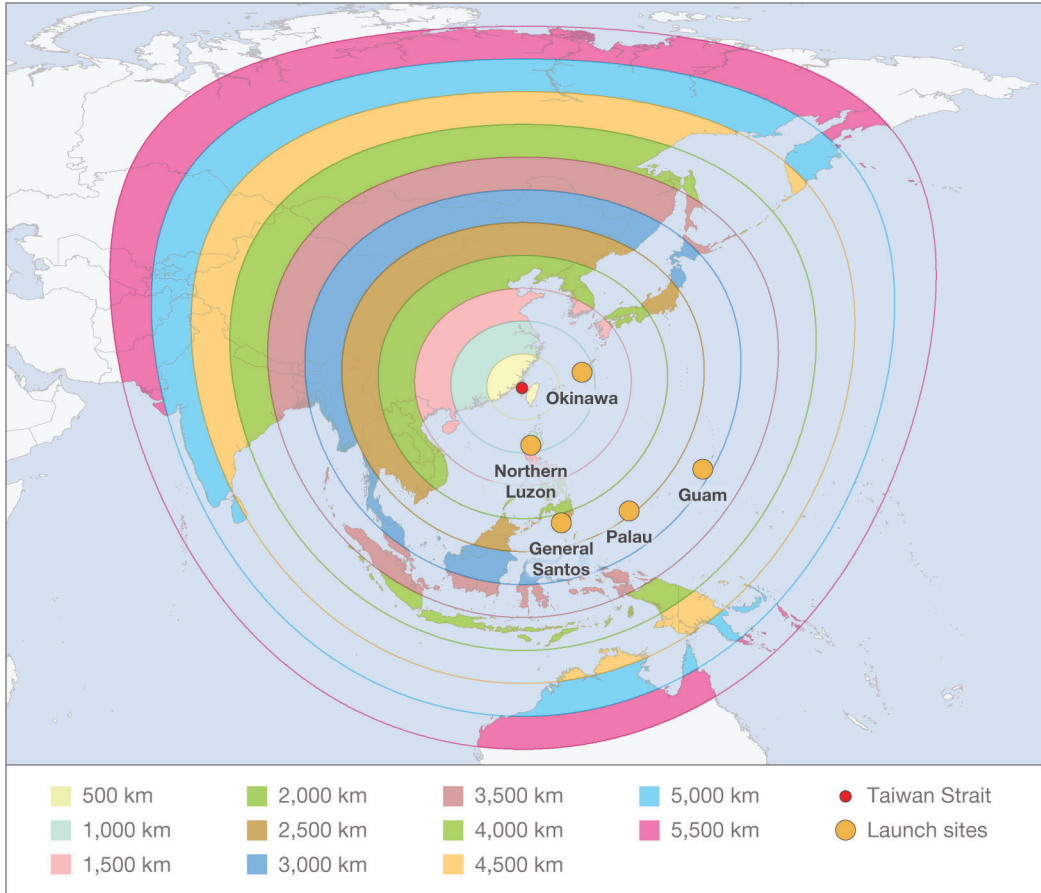 Okinawa
Northern
Luzon
Guam
Palau
General
Santos
500 km
1,000 km
1,500 km
2,000 km
2,500 km
3,000 km
3,500 km
4,000 km
4,500 km
5,000 km
5,500 km
Taiwan Strait
Launch sites